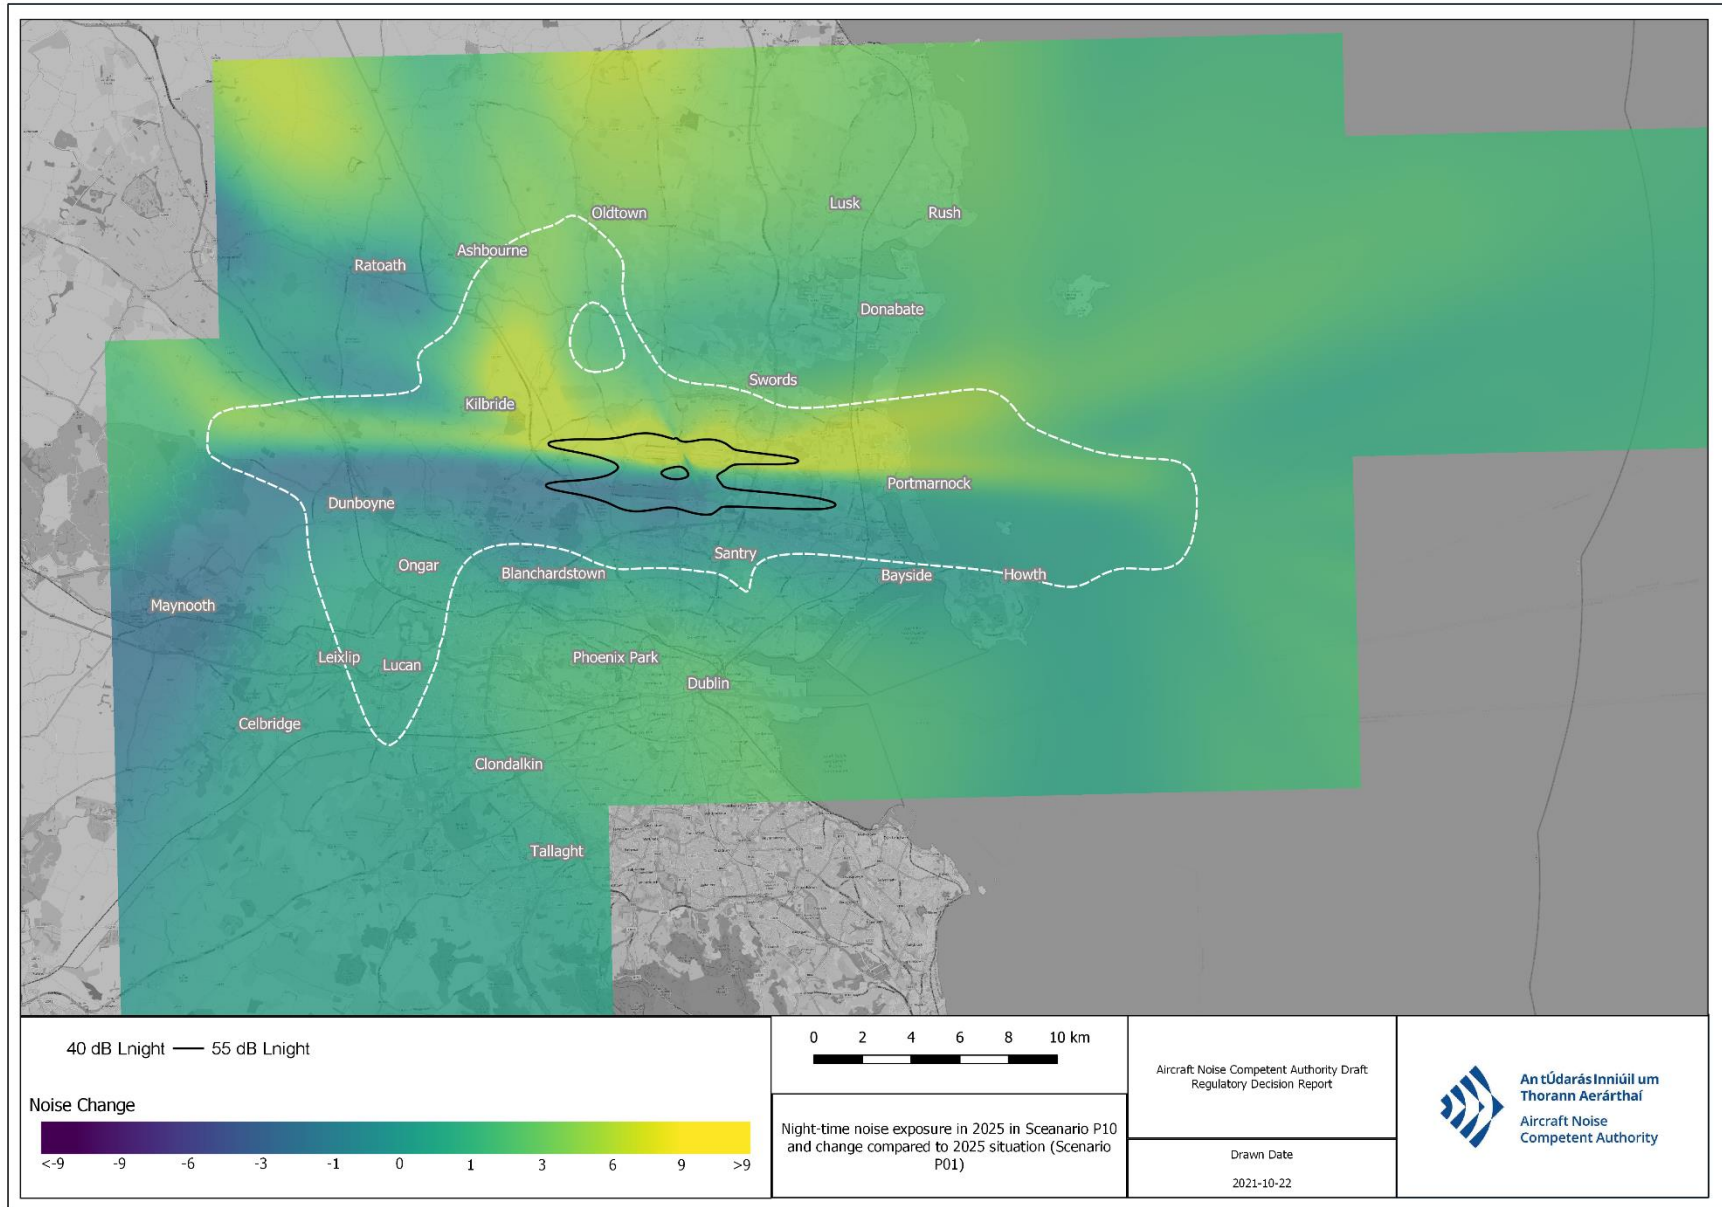 Oldtown
Lusk
Rush
Ashbourne
Ratoath
Donabate
Swords
Kilbride
Portmarnock
Dunboyne
Santry
Ongar
Blanchardstown
Bayside
Howth
Maynooth
Leixlip
Lucan
Phoenix Park
Dublin
Celbridge
Clondalkin
Tallaght
40 dB Lnight
55 dB Lnight
Noise Change
<-9 -9 -6 -3 -1 0 1 3 6 9 >9
0 2 4 6 8 10 km
Night-time noise exposure in 2025 in Sceanario P10
and change compared to 2025 situation (Scenario
P01)
Aircraft Noise Competent Authority Draft
Regulatory Decision Report
Drawn Date
2021-10-22
An tÚdarás Inniúil um
Thorann Aerárthaí
Aircraft Noise
Competent Authority